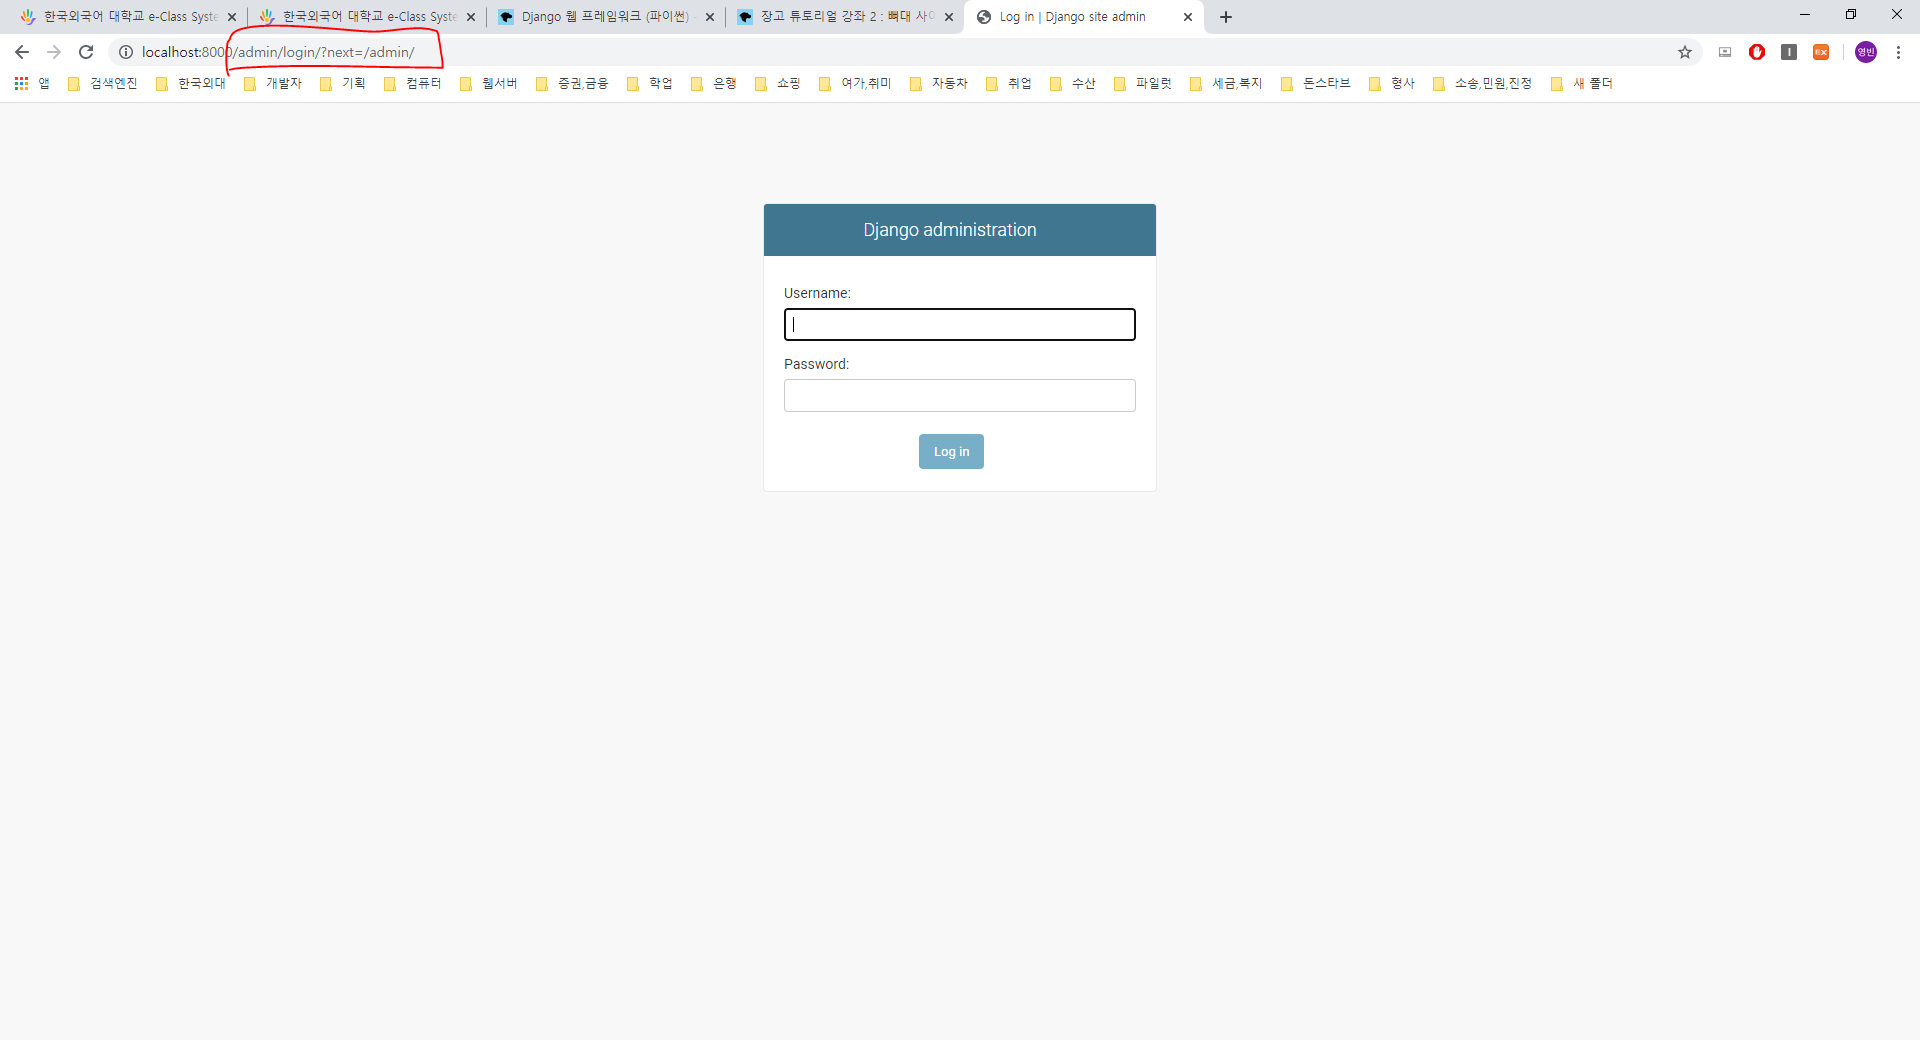 한국외국어 대학교 e-Class Syste
한국외국어 대학교 e-Class Syste
Django 웹 프레임워크 (파이썬) -
장고 튜토리얼 강좌 2 : 뼈대 사이
Log in | Django site admin
localhost:8000/admin/login/?next=/admin/
영빈
앱 검색엔진 한국외대 개발자 기획 컴퓨터 웹서버 증권,금융 학업 은행 쇼핑 여가,취미 자동차 취업 수산 파일럿 세금,복지 돈스타브 형사 소송,민원,진정 새 폴더
Django administration
Username:
Password:
Log in